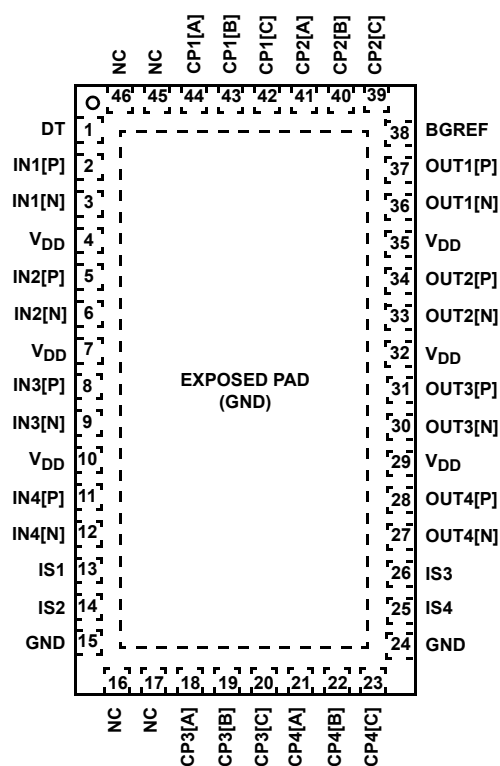 NC
NC
CP1[A]
CP1[B]
CP1[C]
CP2[A]
CP2[B]
CP2[C]
46 45 44 43 42 41 40 39
DT 1 38 BGREF
IN1[P] 2 37 OUT1[P]
IN1[N] 3 36 OUT1[N]
VDD 4 35 VDD
IN2[P] 5 34 OUT2[P]
IN2[N] 6 33 OUT2[N]
VDD 7 32 VDD
EXPOSED PAD
(GND)
IN3[P] 8 31 OUT3[P]
IN3[N] 9 30 OUT3[N]
VDD 10 29 VDD
IN4[P] 11 28 OUT4[P]
IN4[N] 12 27 OUT4[N]
IS1 13 26 IS3
IS2 14 25 IS4
GND 15 24 GND
16 17 18 19 20 21 22 23
NC
NC
CP3[A]
CP3[B]
CP3[C]
CP4[A]
CP4[B]
CP4[C]